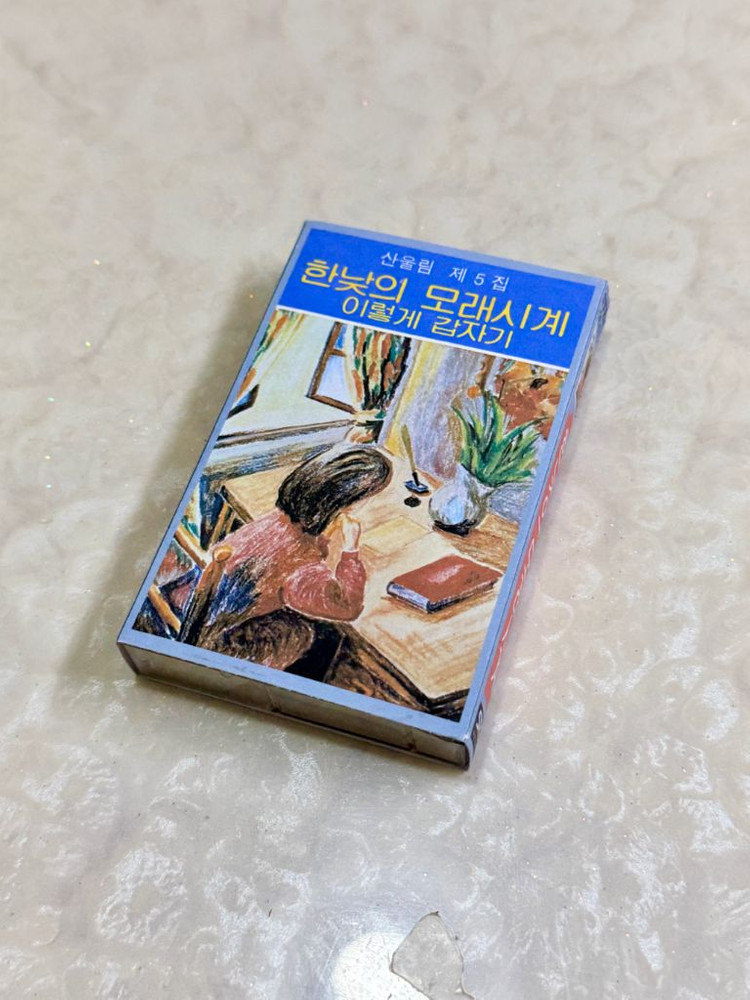 산울림 제 5 집
한낮의 모래시계
이렇게 갑자기